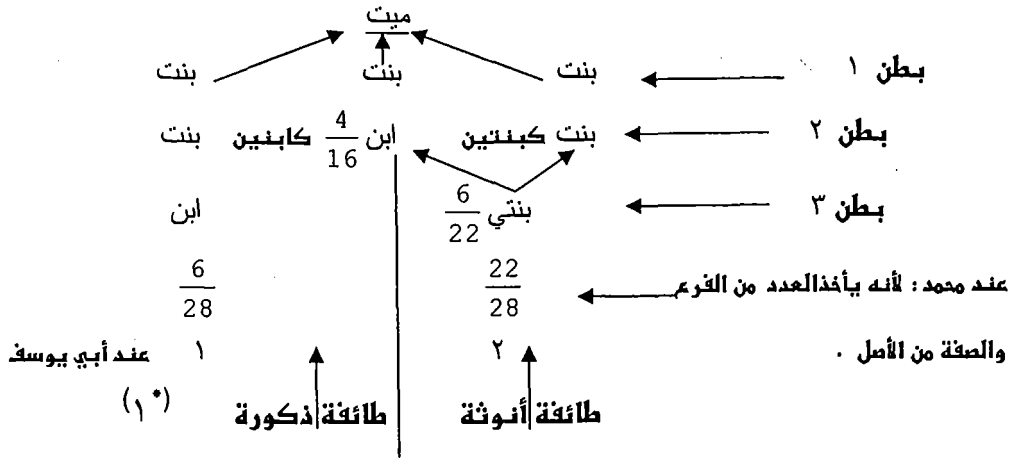 ميت
بطن ١ بنت بنت بنت
بطن ٢ بنت كبنتين ابن 4/16 كابنين بنت
بطن ٣ بنتي 6/22 ابن
عند محمد : لأنه يأخذالعدد من الفرع 22/28 6/28
والصفة من الأصل . ٢ ١ عند أبي يوسف
طائفة أنوثة طائفة ذكورة (١*)